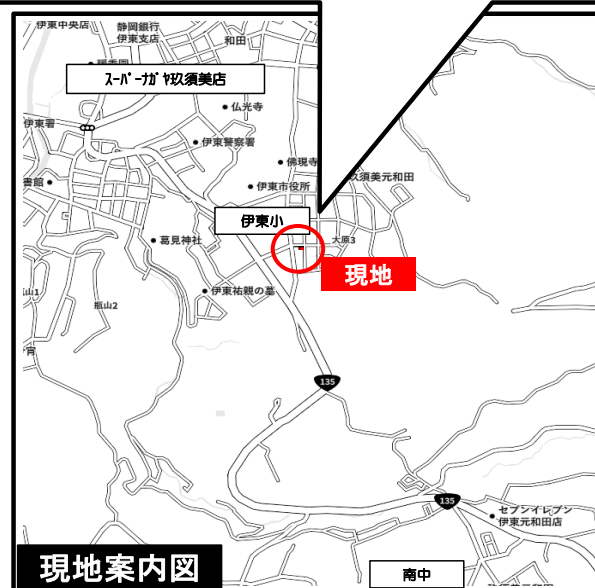 伊東中央店
静岡銀行
伊東支店
和田
スーパーナガヤ玖須美店
仏光寺
伊東署
伊東警察署
佛現寺
玖須美元和田
書館
伊東市役所
伊東小
葛見神社
大原3
現地
伊東祐親の墓
瓶山2
135
135
セブンイレブン
伊東元和田店
現地案内図
南中